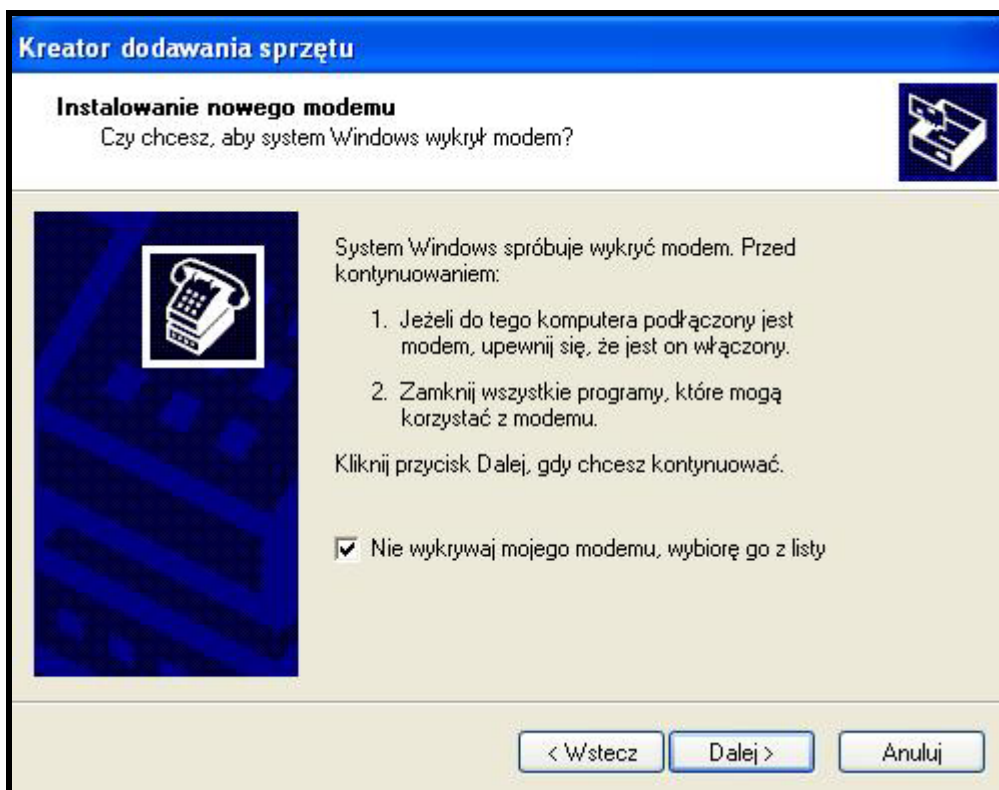 Kreator dodawania sprzętu
Instalowanie nowego modemu
Czy chcesz, aby system Windows wykrył modem?
System Windows spróbuje wykryć modem. Przed
kontynuowaniem:
1. Jeżeli do tego komputera podłączony jest
modem, upewnij się, że jest on włączony.
2. Zamknij wszystkie programy, które mogą
korzystać z modemu.
Kliknij przycisk Dalej, gdy chcesz kontynuować.
Nie wykrywaj mojego modemu, wybiorę go z listy
< Wstecz
Dalej >
Anuluj